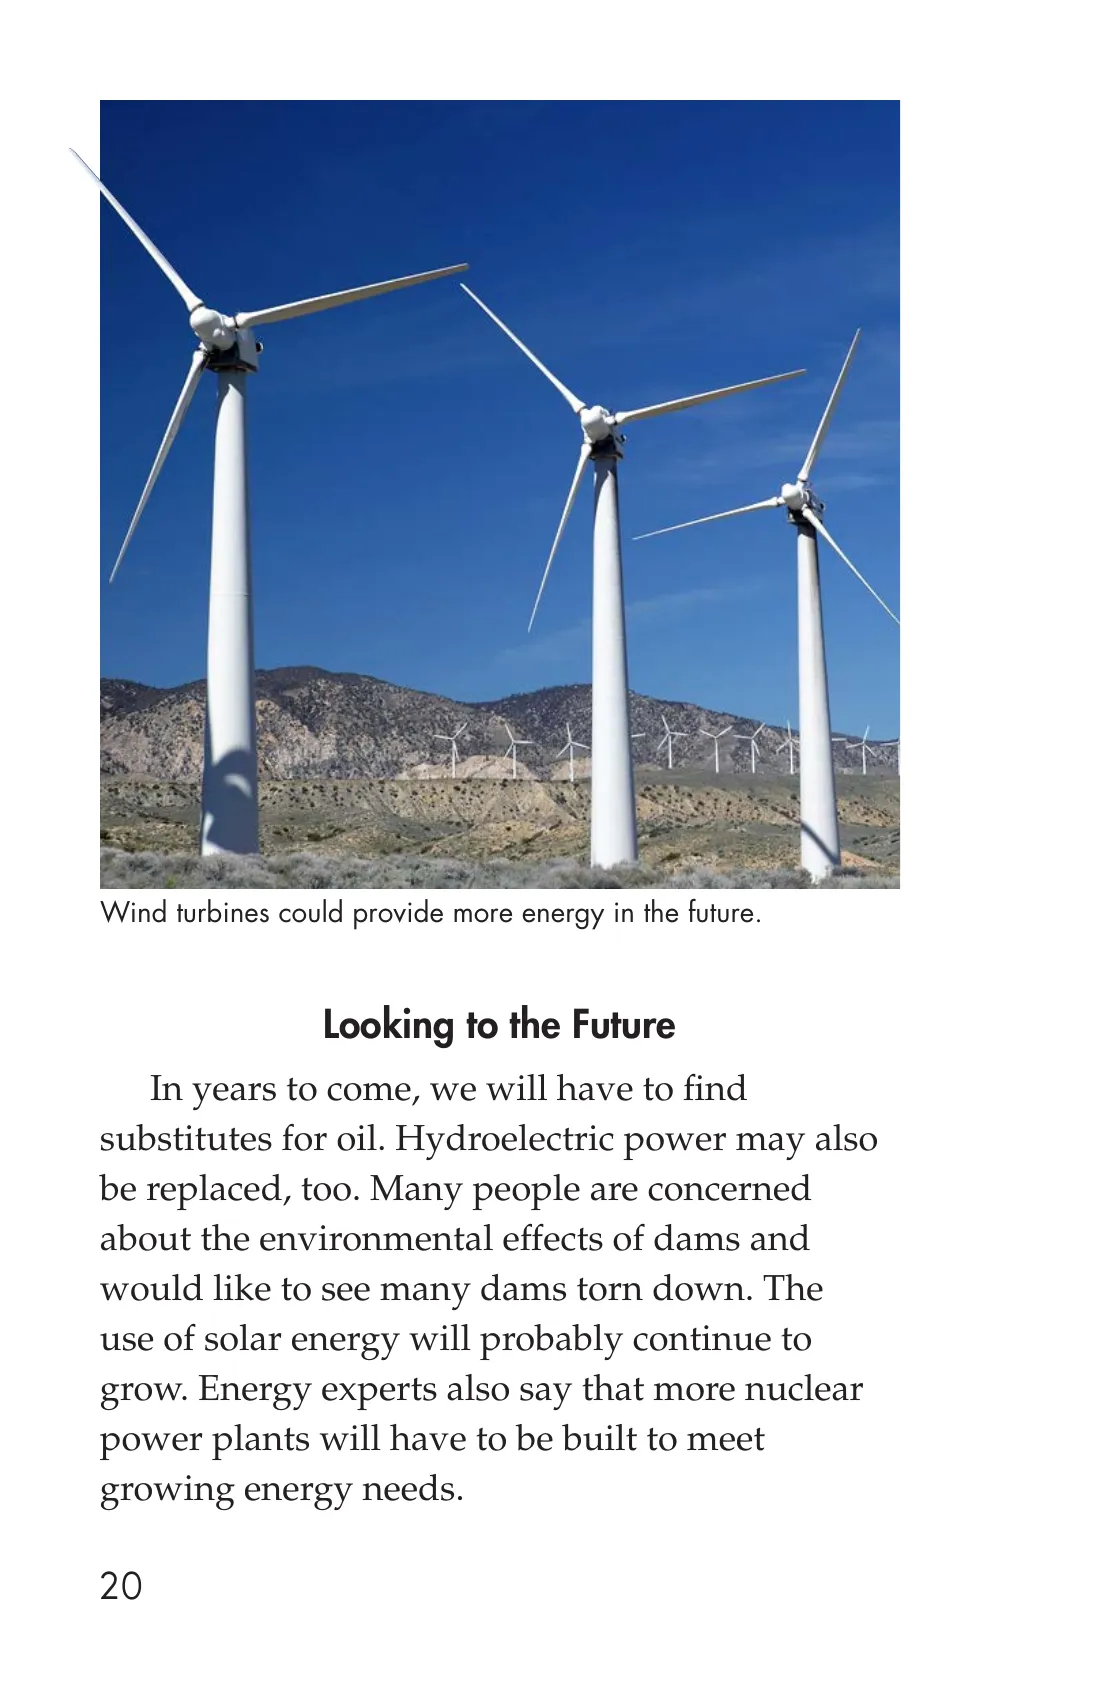 Wind turbines could provide more energy in the future.
Looking to the Future
In years to come, we will have to find
substitutes for oil. Hydroelectric power may also
be replaced, too. Many people are concerned
about the environmental effects of dams and
would like to see many dams torn down. The
use of solar energy will probably continue to
grow. Energy experts also say that more nuclear
power plants will have to be built to meet
growing energy needs.
20